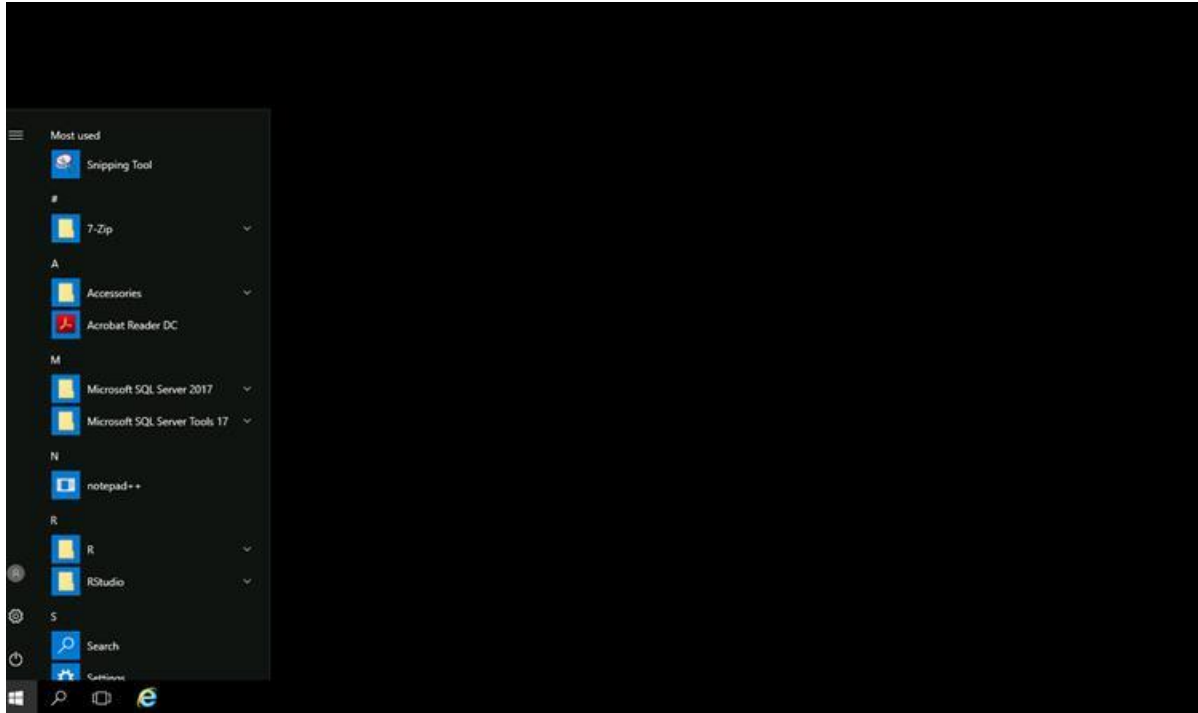 Most used
Snipping Tool
#
7-Zip
A
Accessories
Acrobat Reader DC
M
Microsoft SQL Server 2017
Microsoft SQL Server Tools 17
N
notepad++
R
R
RStudio
R
S
Search
Settings